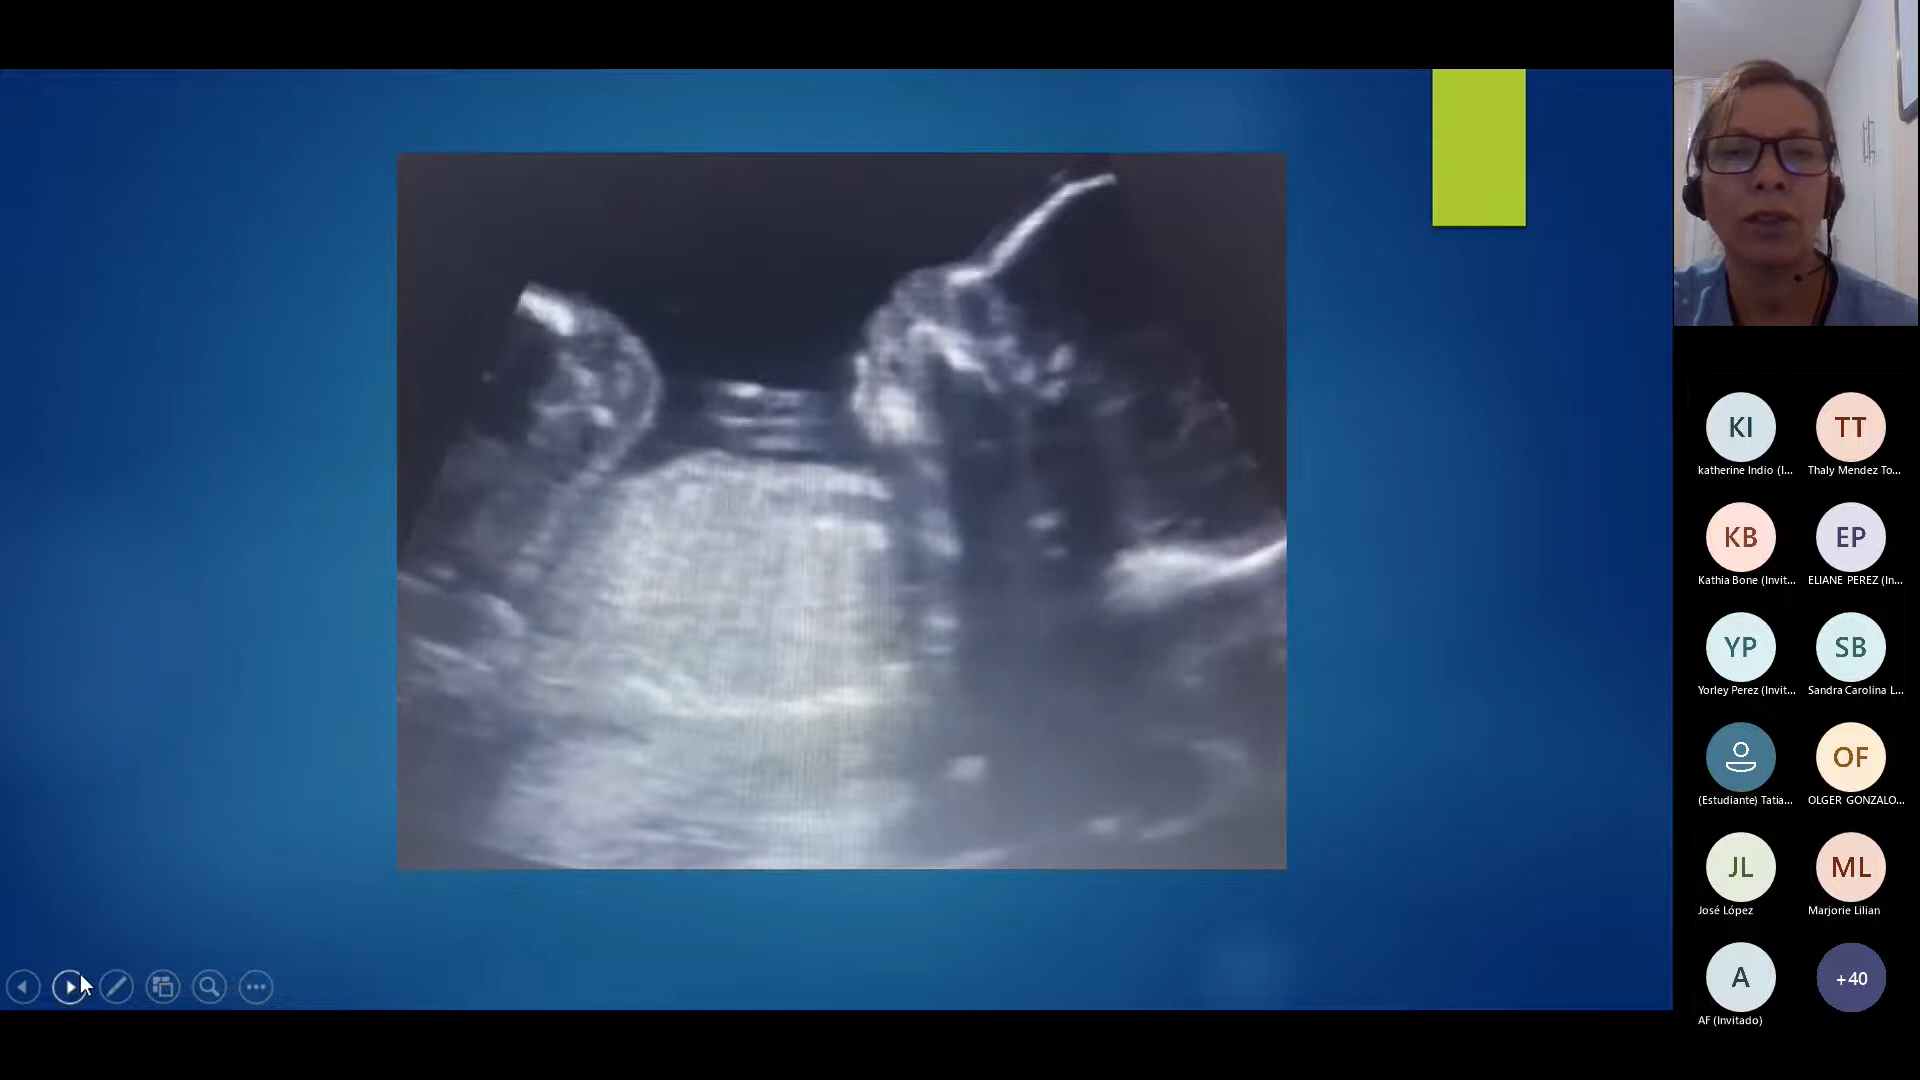 KI
TT
katherine Indio (I...
Thaly Mendez To...
KB
EP
Kathia Bone (Invit...
ELIANE PEREZ (In...
YP
SB
Yorley Perez (Invit...
Sandra Carolina L...
OF
(Estudiante) Tatia...
OLGER GONZALO...
JL
ML
José López
Marjorie Lilian
A
+40
AF (Invitado)